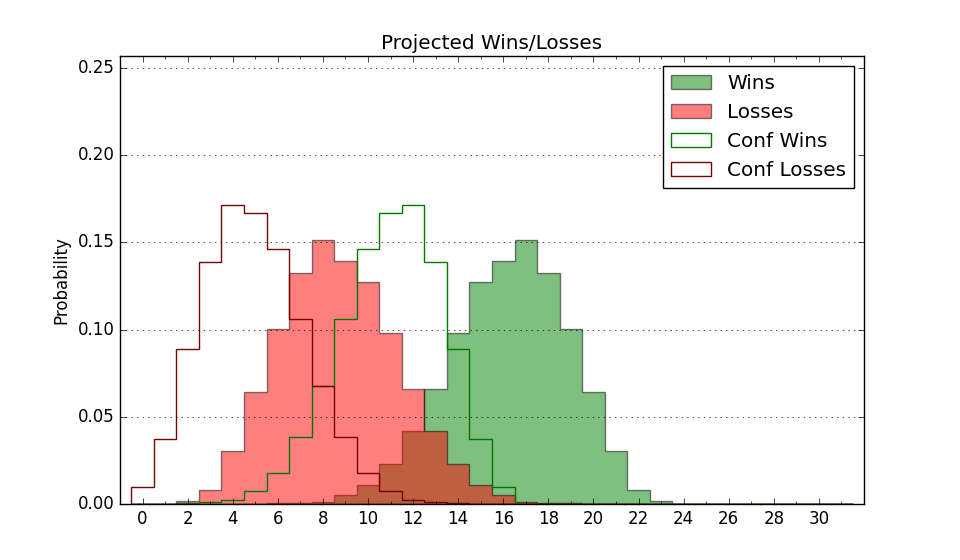 Projected Wins/Losses
0.25
0.20
0.15
0.10
0.05
0.00
Probability
Wins
Losses
Conf Wins
Conf Losses
0 2 4 6 8 10 12 14 16 18 20 22 24 26 28 30